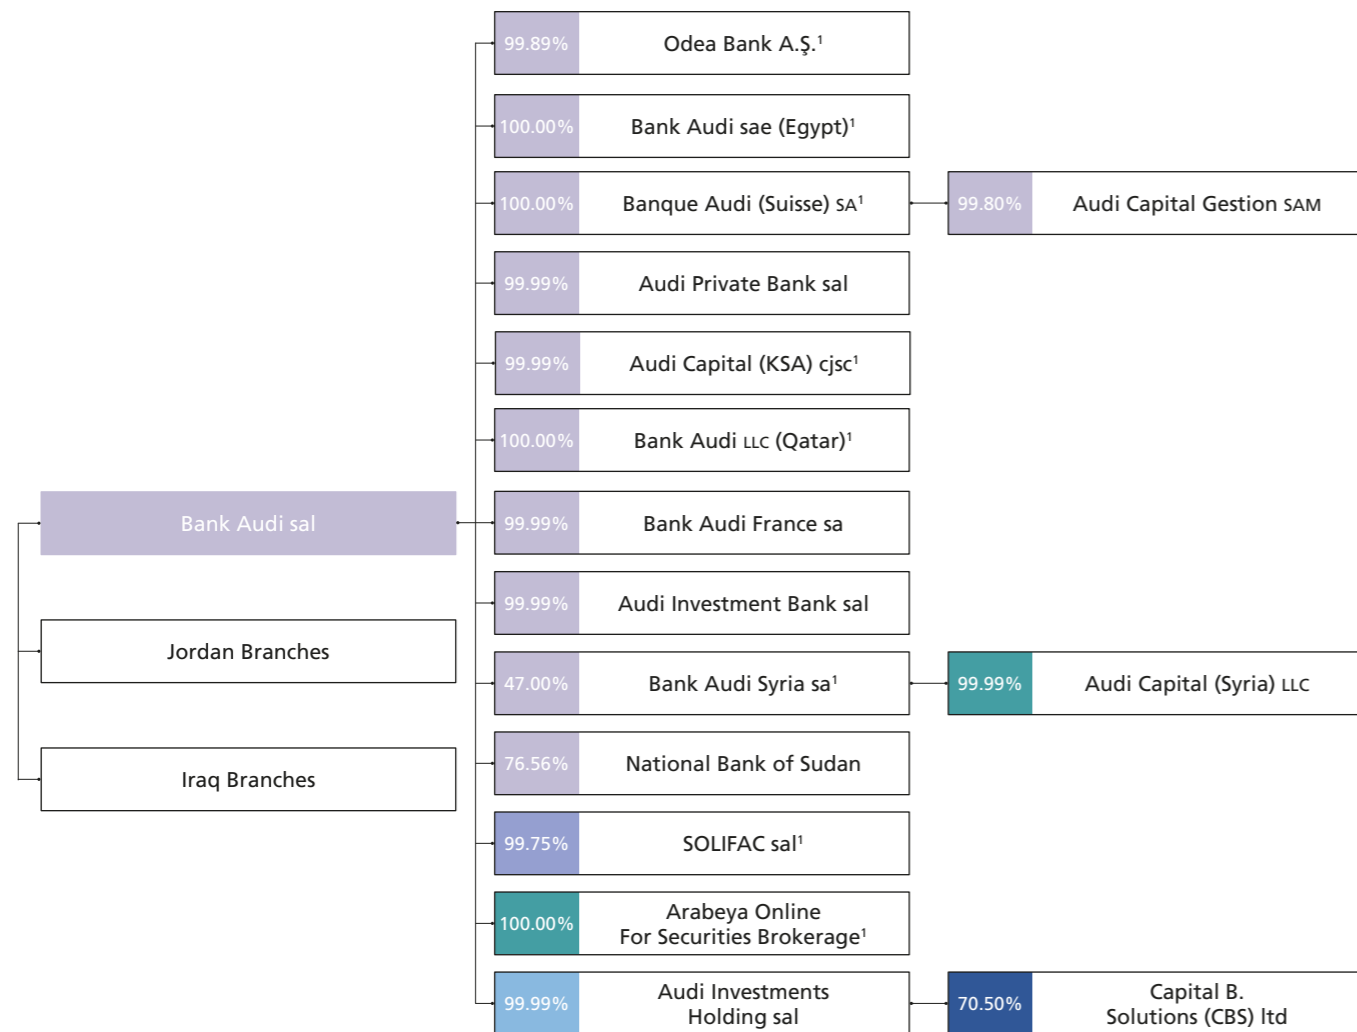 99.89% Odea Bank A.Ş.¹
100.00% Bank Audi sae (Egypt)¹
100.00% Banque Audi (Suisse) SA¹ 99.80% Audi Capital Gestion SAM
99.99% Audi Private Bank sal
99.99% Audi Capital (KSA) cjsc¹
100.00% Bank Audi LLC (Qatar)¹
Bank Audi sal 99.99% Bank Audi France sa
99.99% Audi Investment Bank sal
Jordan Branches 47.00% Bank Audi Syria sa¹ 99.99% Audi Capital (Syria) LLC
Iraq Branches 76.56% National Bank of Sudan
99.75% SOLIFAC sal¹
100.00% Arabeya Online
For Securities Brokerage¹
99.99% Audi Investments
Holding sal
70.50% Capital B.
Solutions (CBS) ltd